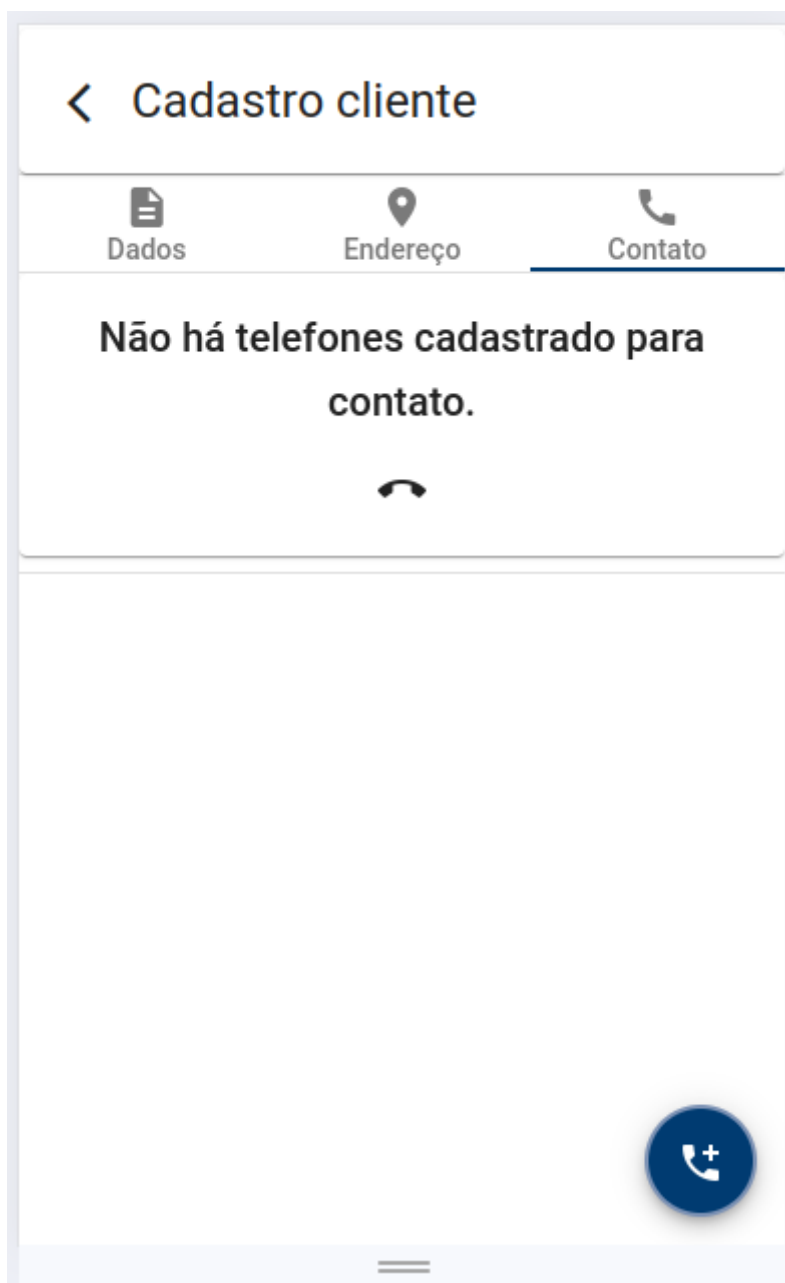 Cadastro cliente
Dados
Endereço
Contato
Não há telefones cadastrado para
contato.